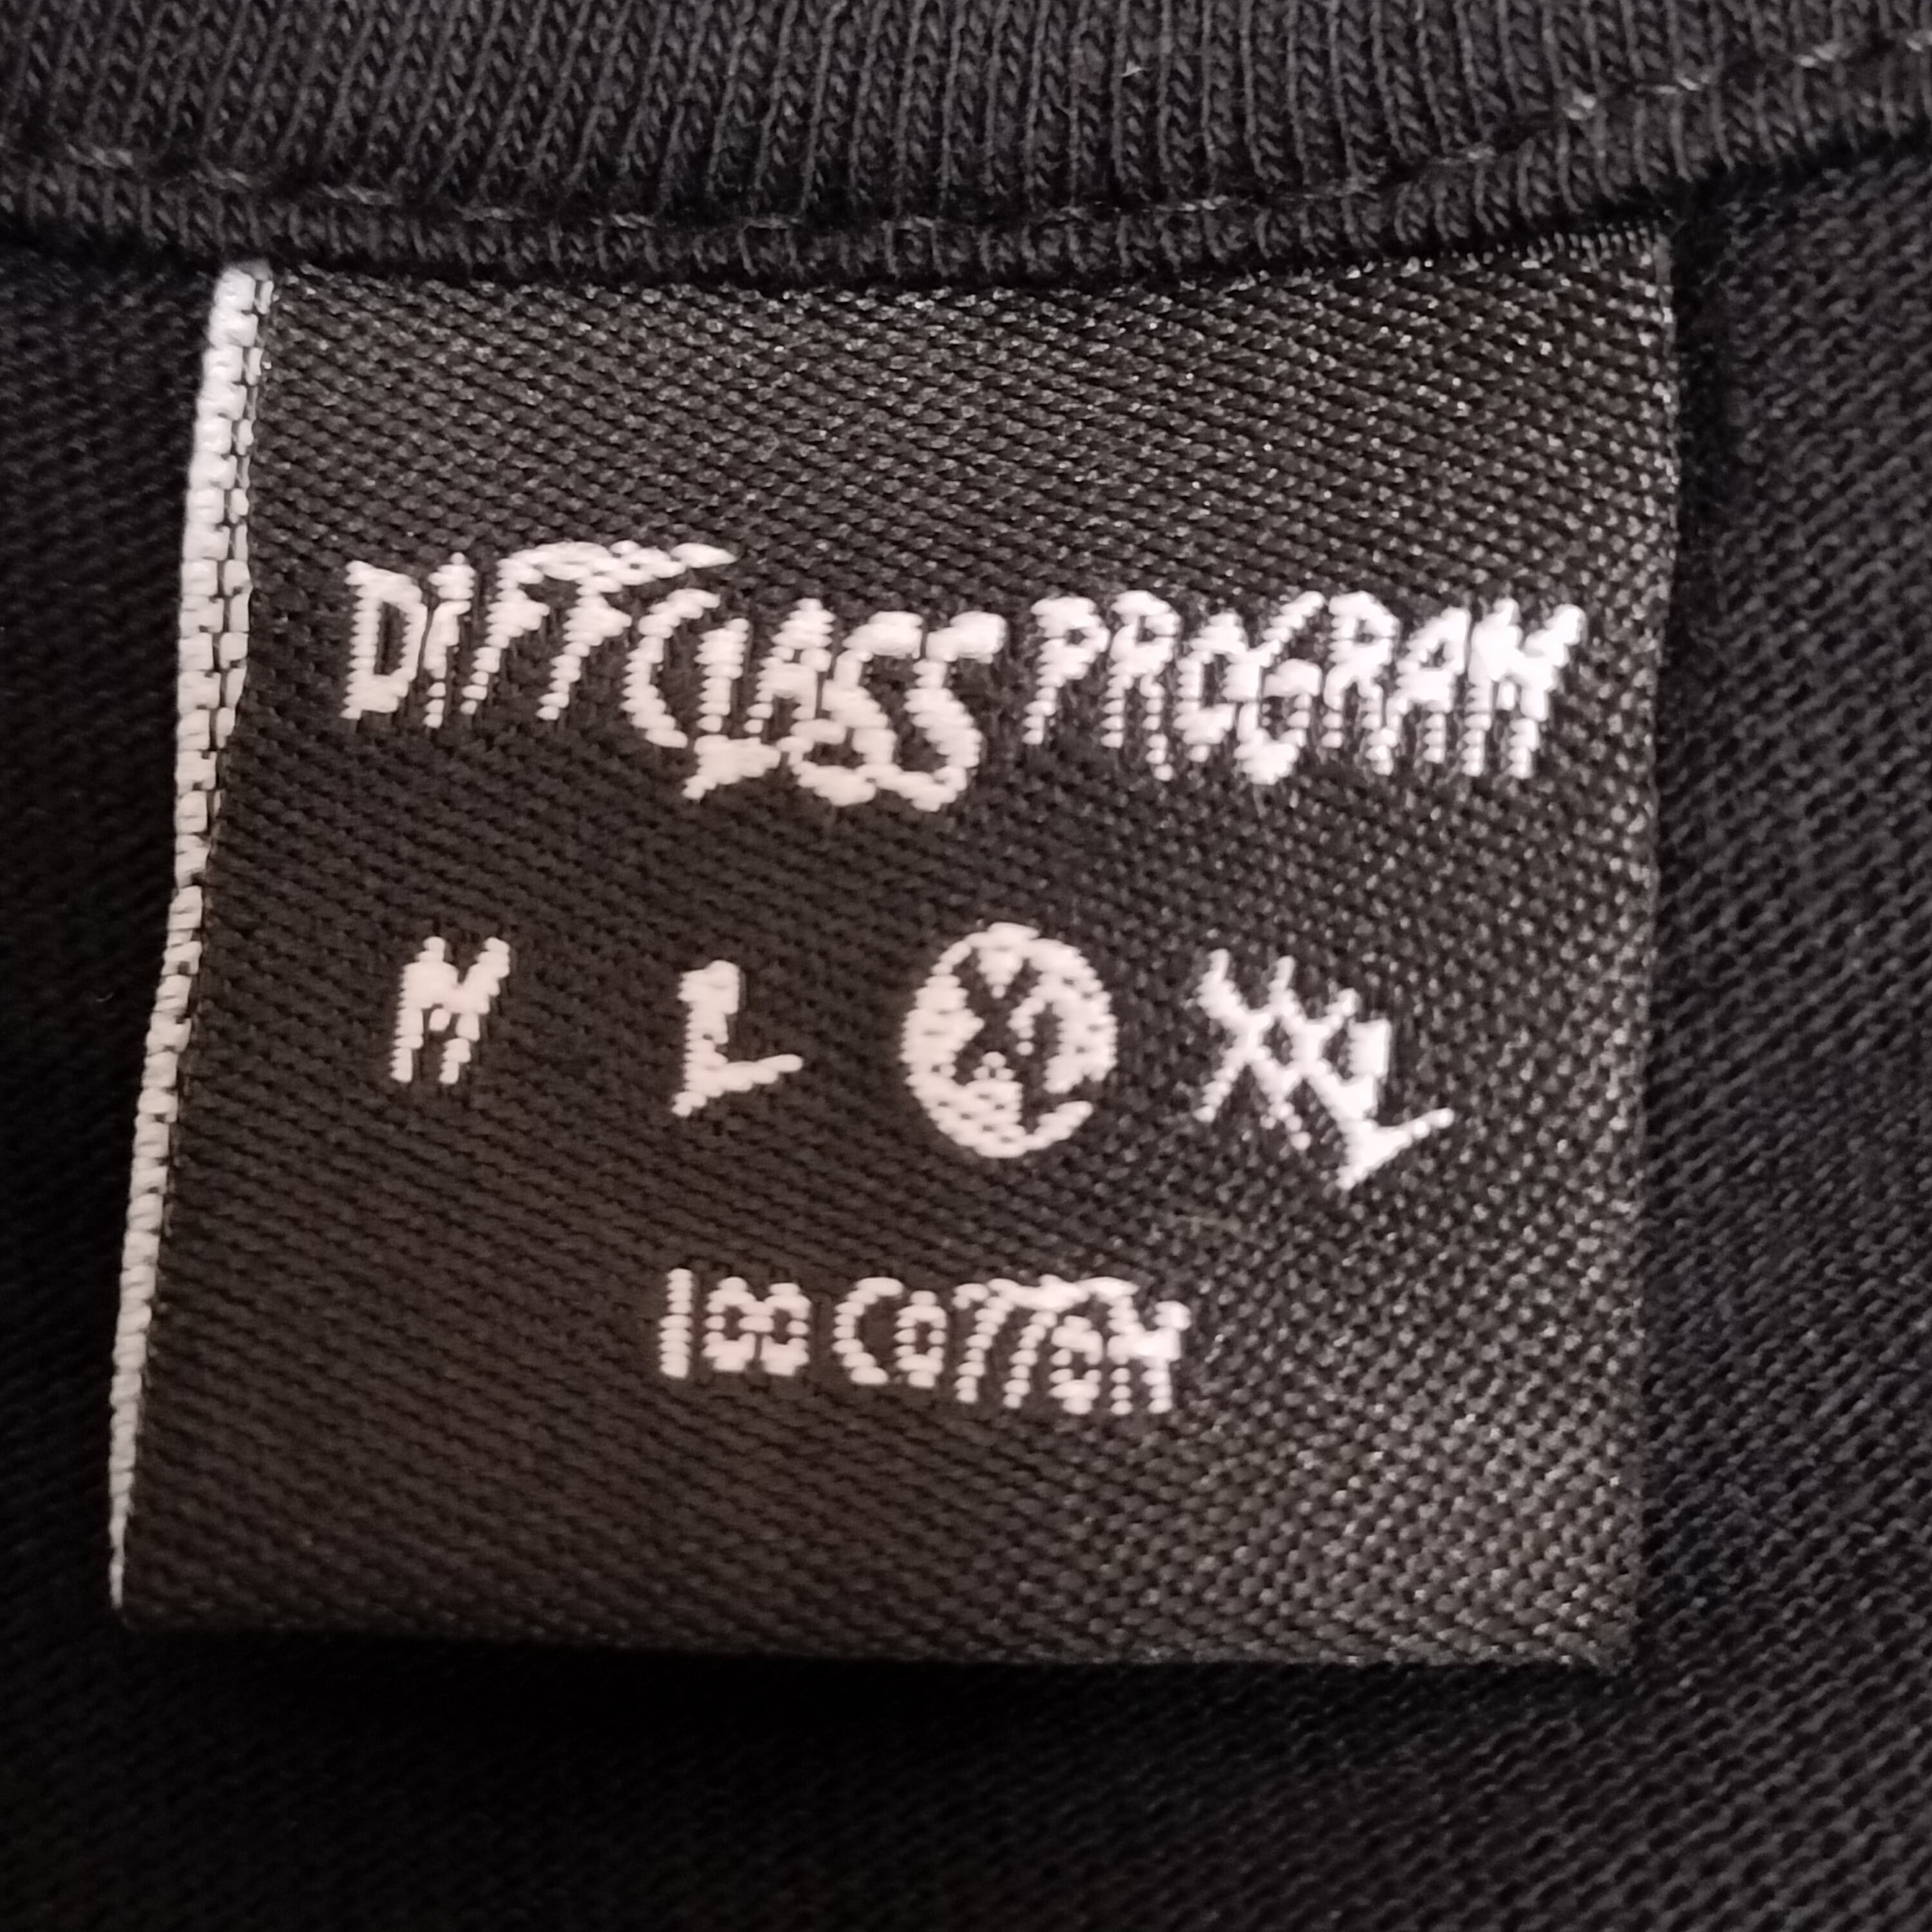 DIFFCLASS PROGRAM
M L XL XXL
100 COTTON